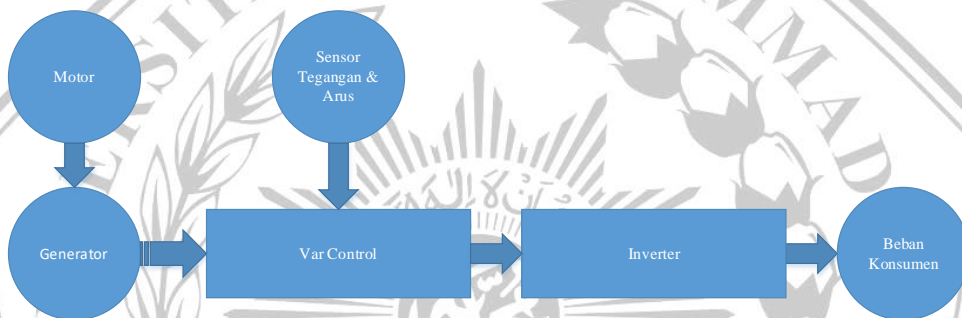 Motor
Sensor
Tegangan &
Arus
Generator
Var Control
Inverter
Beban
Konsumen